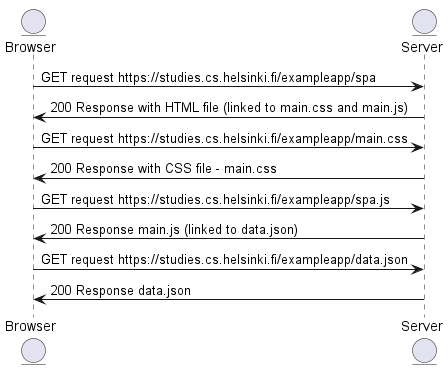 Browser
Server
GET request https://studies.cs.helsinki.fi/exampleapp/spa
200 Response with HTML file (linked to main.css and main.js)
GET request https://studies.cs.helsinki.fi/exampleapp/main.css
200 Response with CSS file - main.css
GET request https://studies.cs.helsinki.fi/exampleapp/spa.js
200 Response main.js (linked to data.json)
GET request https://studies.cs.helsinki.fi/exampleapp/data.json
200 Response data.json
Browser
Server